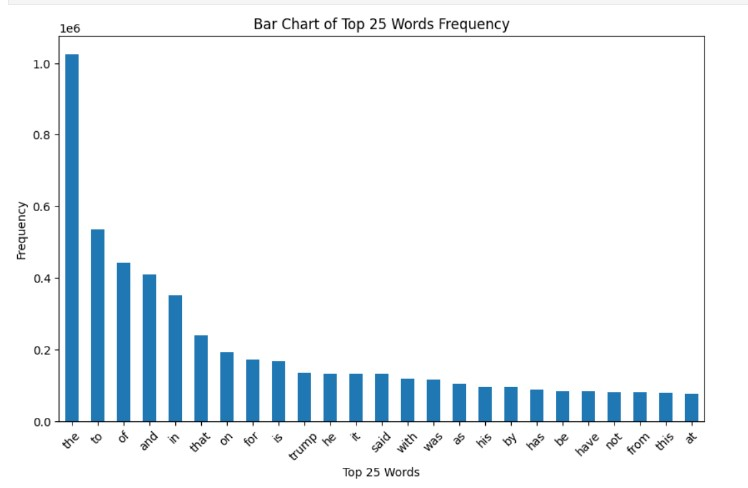 Bar Chart of Top 25 Words Frequency
1e6
1.0
0.8
0.6
0.4
0.2
0.0
Frequency
the to of and in that on for is trump he it said with was as his by has be have not from this at
Top 25 Words